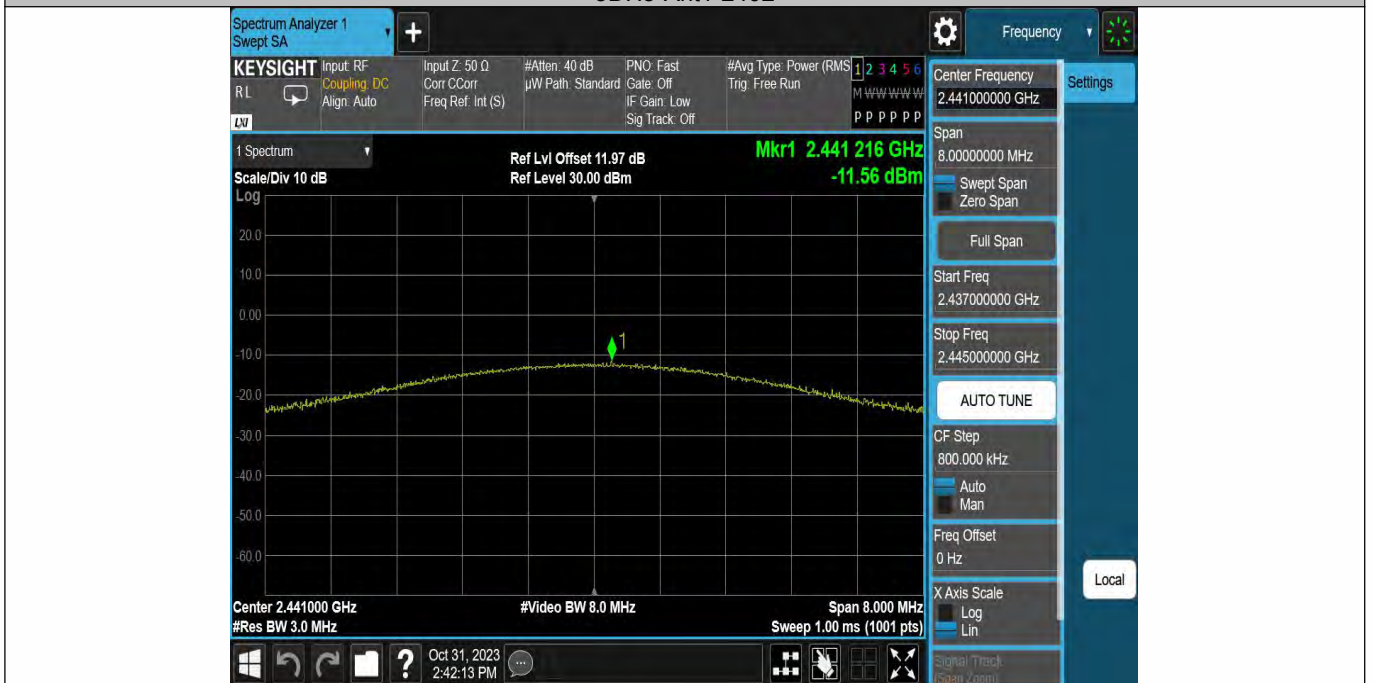 Spectrum Analyzer 1
Swept SA
+
Frequency
KEYSIGHT
RL
LXI
Input: RF
Coupling: DC
Align: Auto
Input Z: 50 Ω
Corr CCorr
Freq Ref: Int (S)
#Atten: 40 dB
µW Path: Standard
PNO: Fast
Gate: Off
IF Gain: Low
Sig Track: Off
#Avg Type: Power (RMS
Trig: Free Run
1 2 3 4 5 6
M W W W W W
P P P P P P
1 Spectrum
Scale/Div 10 dB
Ref Lvl Offset 11.97 dB
Ref Level 30.00 dBm
Mkr1 2.441 216 GHz
-11.56 dBm
Log
20.0
10.0
0.00
-10.0
-20.0
-30.0
-40.0
-50.0
-60.0
1
Center 2.441000 GHz
#Res BW 3.0 MHz
#Video BW 8.0 MHz
Span 8.000 MHz
Sweep 1.00 ms (1001 pts)
?
Oct 31, 2023
2:42:13 PM
Center Frequency
2.441000000 GHz
Settings
Span
8.00000000 MHz
Swept Span
Zero Span
Full Span
Start Freq
2.437000000 GHz
Stop Freq
2.445000000 GHz
AUTO TUNE
CF Step
800.000 kHz
Auto
Man
Freq Offset
0 Hz
X Axis Scale
Log
Lin
Local
Signal Track
(Span Zoom)